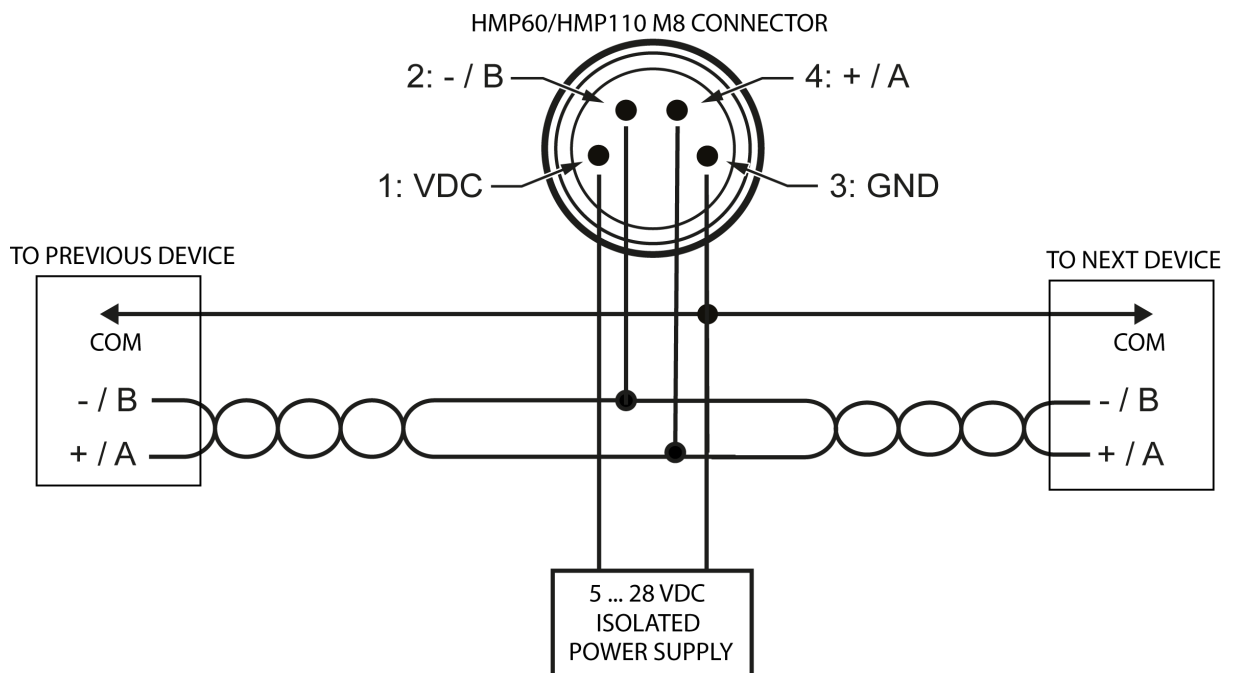 HMP60/HMP110 M8 CONNECTOR
2: - / B
4: + / A
1: VDC
3: GND
TO PREVIOUS DEVICE
TO NEXT DEVICE
COM
COM
- / B
- / B
+ / A
+ / A
5 ... 28 VDC
ISOLATED
POWER SUPPLY